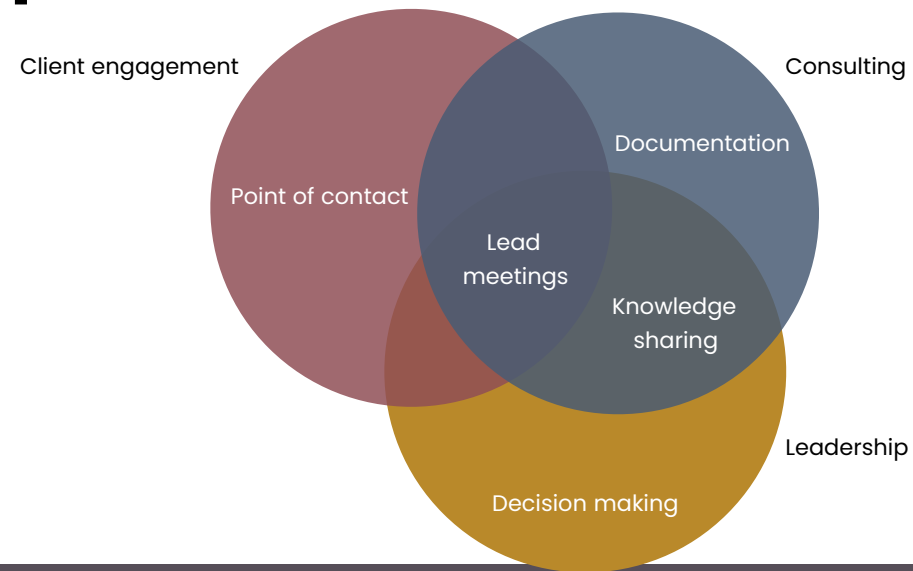 Client engagement
Consulting
Documentation
Point of contact
Lead
meetings
Knowledge
sharing
Leadership
Decision making